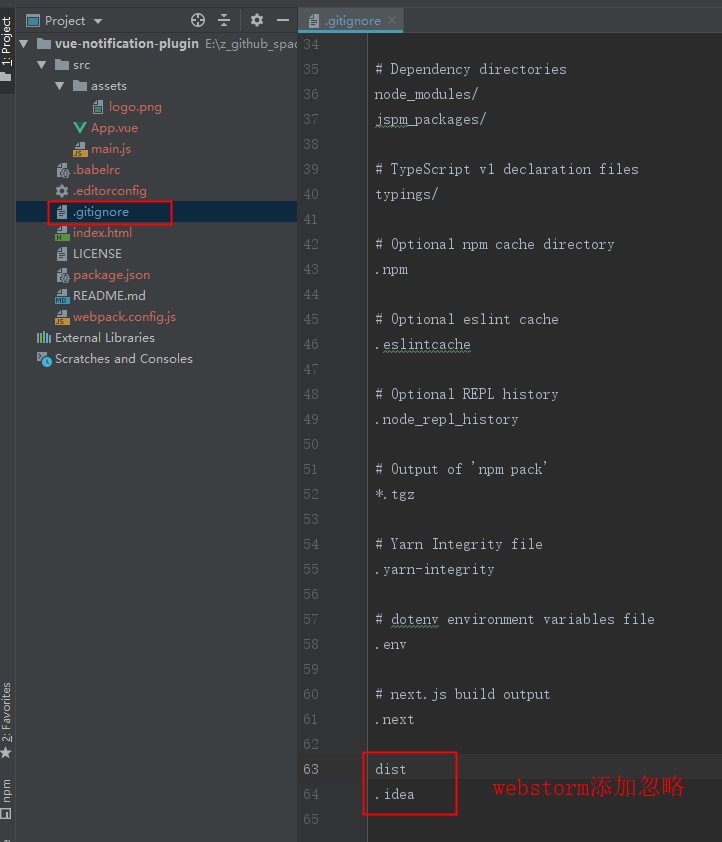 1: Project
Project
vue-notification-plugin E:\z_github_spac
src
assets
logo.png
App.vue
main.js
.babelrc
.editorconfig
.gitignore
index.html
LICENSE
package.json
README.md
webpack.config.js
External Libraries
Scratches and Consoles
2: Favorites
npm
.gitignore
34
35 # Dependency directories
36 node_modules/
37 jspm_packages/
38
39 # TypeScript v1 declaration files
40 typings/
41
42 # Optional npm cache directory
43 .npm
44
45 # Optional eslint cache
46 .eslintcache
47
48 # Optional REPL history
49 .node_repl_history
50
51 # Output of 'npm pack'
52 *.tgz
53
54 # Yarn Integrity file
55 .yarn-integrity
56
57 # dotenv environment variables file
58 .env
59
60 # next.js build output
61 .next
62
63 dist
64 .idea
65
webstorm添加忽略